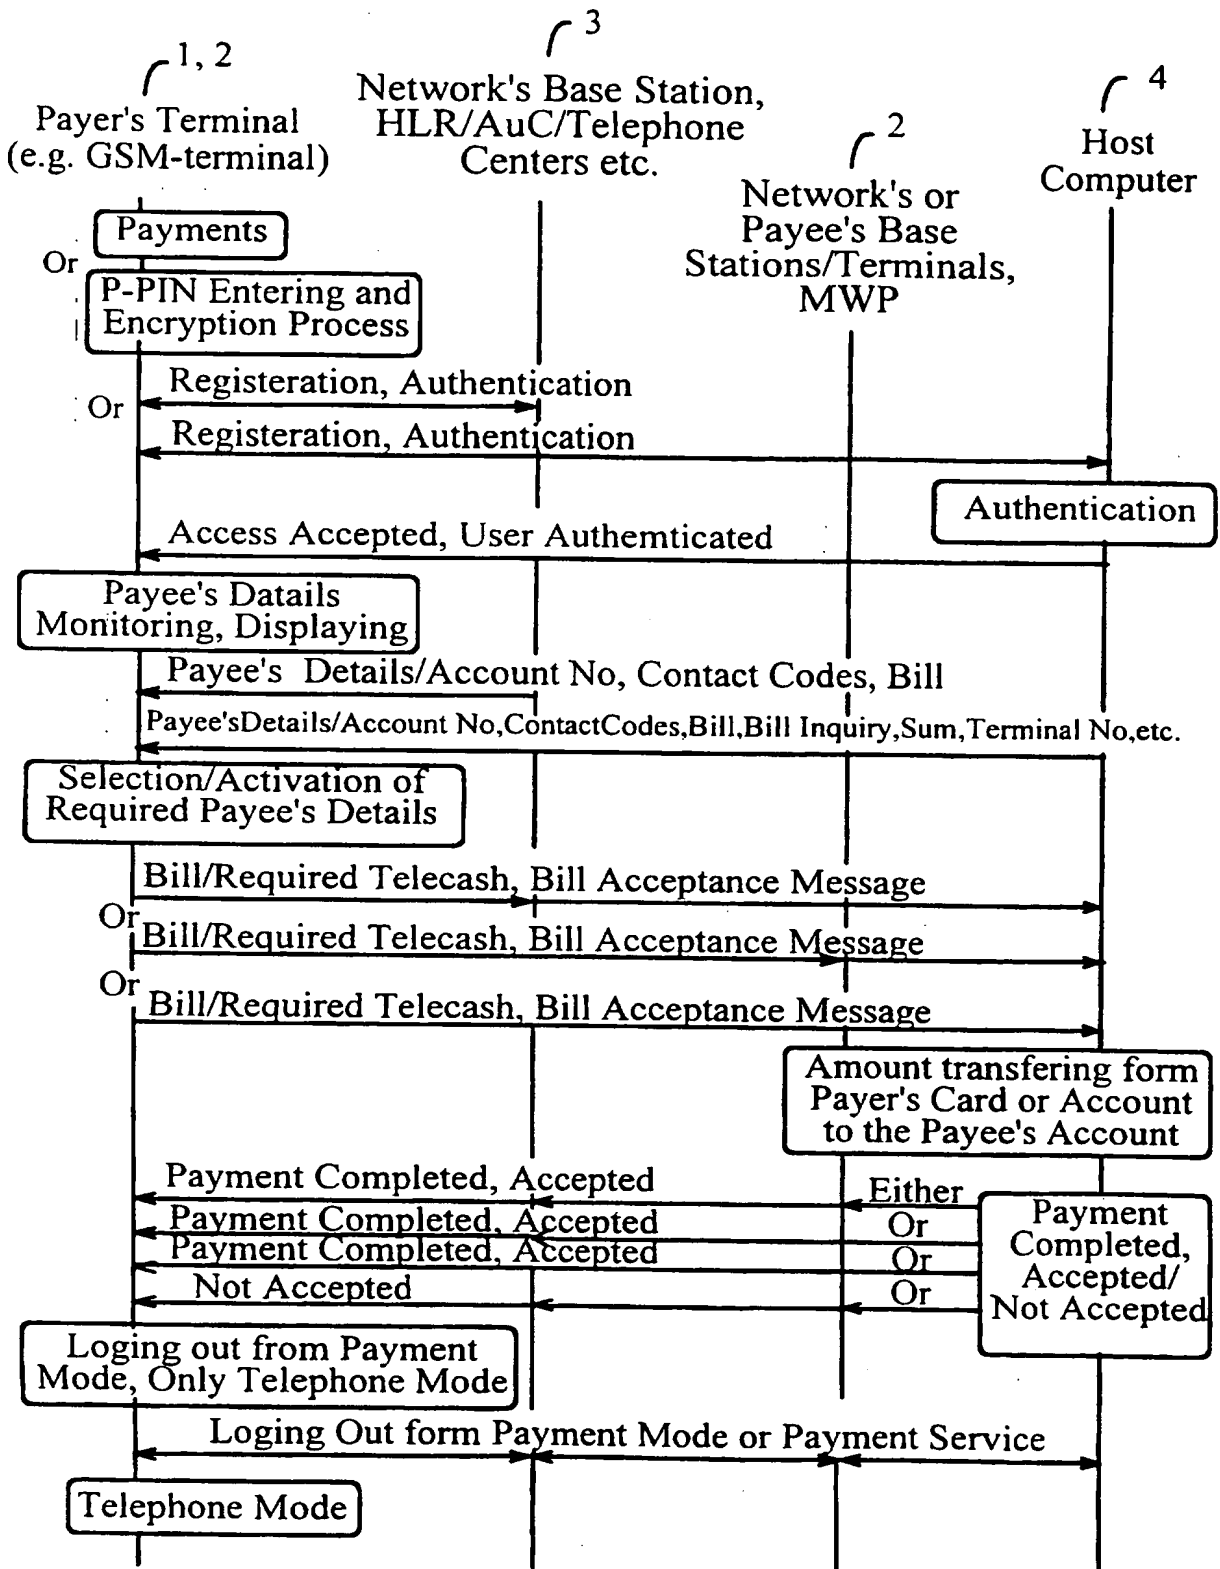 1, 2
3
2
4
Payer's Terminal
(e.g. GSM-terminal)
Network's Base Station,
HLR/AuC/Telephone
Centers etc.
Network's or
Payee's Base
Stations/Terminals,
MWP
Host
Computer
Payments
Or
P-PIN Entering and
Encryption Process
Registeration, Authentication
Or
Registeration, Authentication
Authentication
Access Accepted, User Authemticated
Payee's Datails
Monitoring, Displaying
Payee's Details/Account No, Contact Codes, Bill
Payee'sDetails/Account No,ContactCodes,Bill,Bill Inquiry,Sum,Terminal No,etc.
Selection/Activation of
Required Payee's Details
Bill/Required Telecash, Bill Acceptance Message
Or
Bill/Required Telecash, Bill Acceptance Message
Or
Bill/Required Telecash, Bill Acceptance Message
Amount transfering form
Payer's Card or Account
to the Payee's Account
Payment Completed, Accepted
Either
Payment Completed, Accepted
Or
Payment Completed, Accepted
Or
Not Accepted
Or
Payment
Completed,
Accepted/
Not Accepted
Loging out from Payment
Mode, Only Telephone Mode
Loging Out form Payment Mode or Payment Service
Telephone Mode